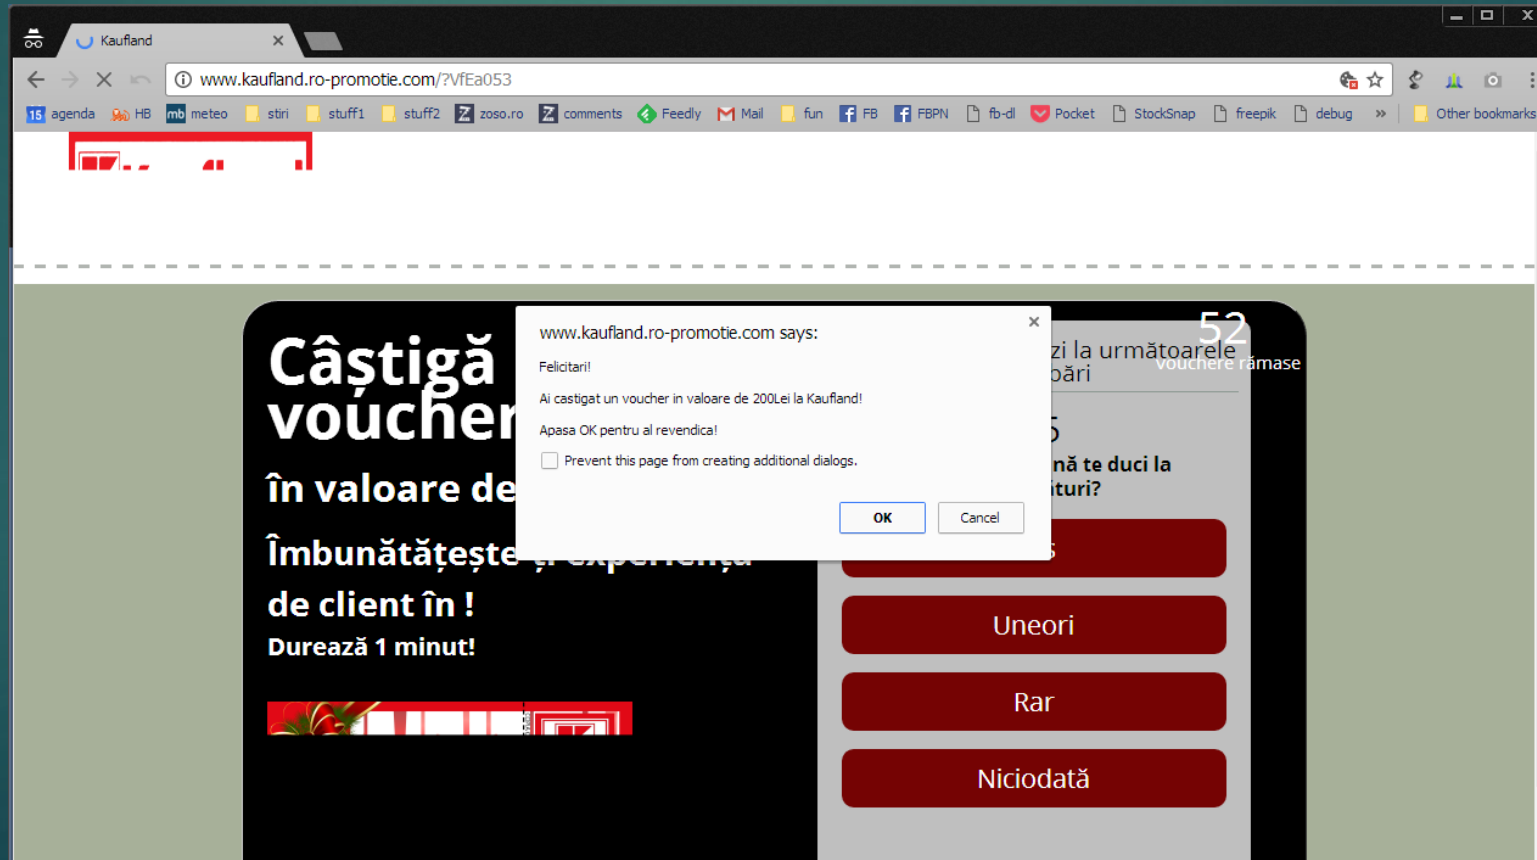 Kaufland
www.kaufland.ro-promotie.com/?VfEa053
15 agenda HB mb meteo stiri stuff1 stuff2 Z zoso.ro Z comments Feedly Mail fun FB FBPN fb-dl Pocket StockSnap freepik debug » Other bookmarks
Câștigă
voucher
în valoare de
Îmbunătățește
de client în !
Durează 1 minut!
www.kaufland.ro-promotie.com says:
Felicitari!
Ai castigat un voucher in valoare de 200Lei la Kaufland!
Apasa OK pentru al revendica!
Prevent this page from creating additional dialogs.
OK Cancel
52
vouchere rămase
zi la următoarele
te duci la
Uneori
Rar
Niciodată